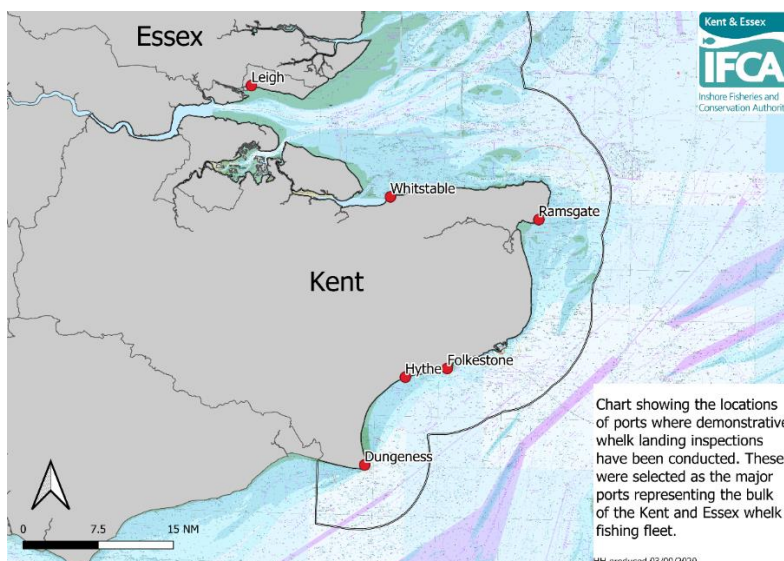 Essex
Kent & Essex
IFCA
Inshore Fisheries and
Conservation Authority
Leigh
Whitstable
Ramsgate
Kent
Folkestone
Hythe
Dungeness
Chart showing the locations
of ports where demonstrative
whelk landing inspections
have been conducted. These
were selected as the major
ports representing the bulk
of the Kent and Essex whelk
fishing fleet.
0 7.5 15 NM